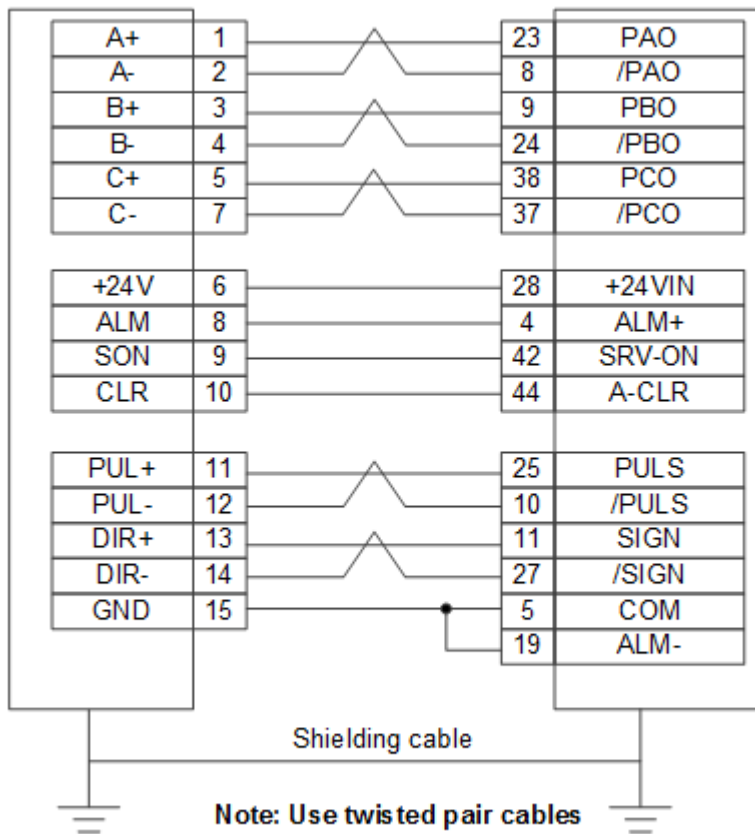 A+ 1 23 PAO
A- 2 8 /PAO
B+ 3 9 PBO
B- 4 24 /PBO
C+ 5 38 PCO
C- 7 37 /PCO
+24V 6 28 +24VIN
ALM 8 4 ALM+
SON 9 42 SRV-ON
CLR 10 44 A-CLR
PUL+ 11 25 PULS
PUL- 12 10 /PULS
DIR+ 13 11 SIGN
DIR- 14 27 /SIGN
GND 15 5 COM
19 ALM-
Shielding cable
Note: Use twisted pair cables